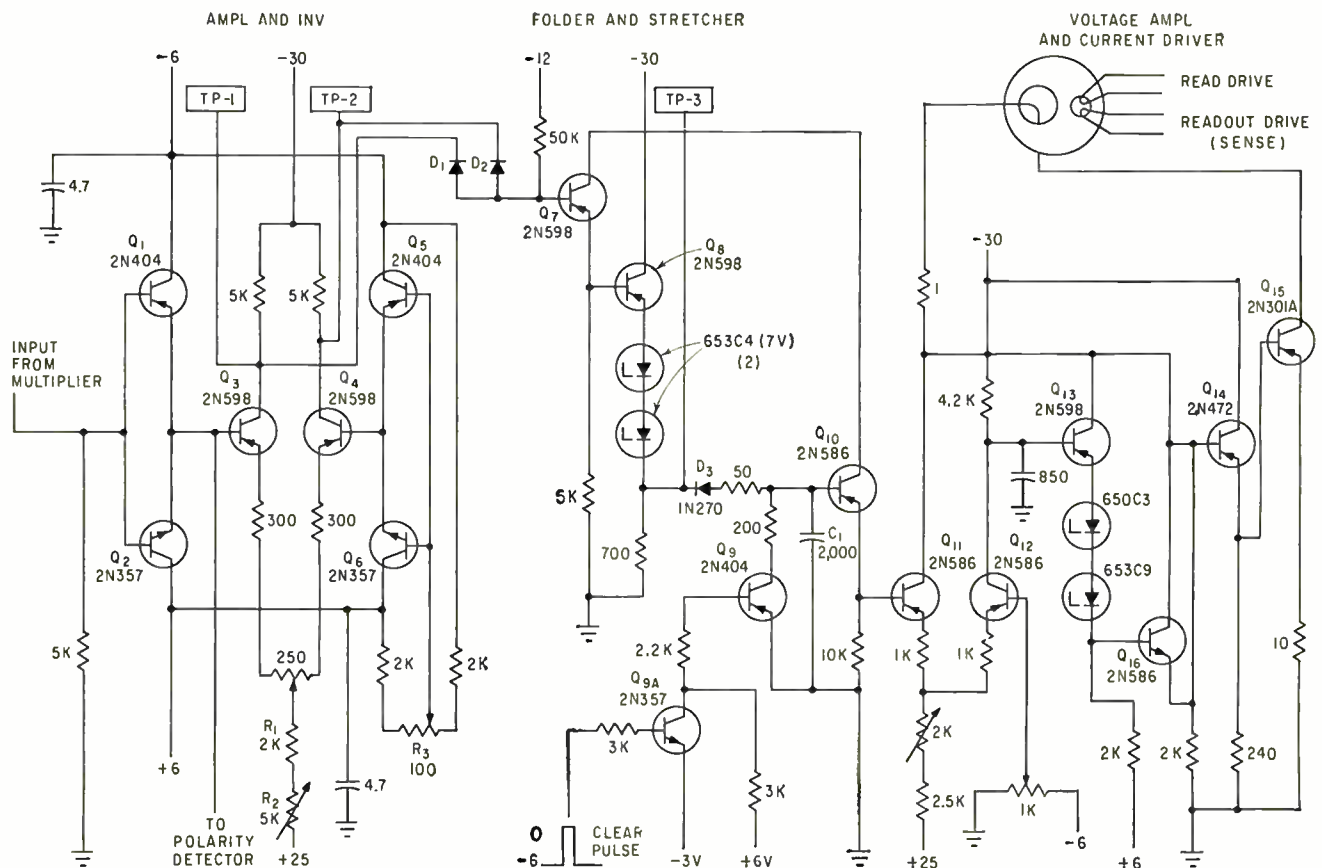 AMPL AND INV
FOLDER AND STRETCHER
VOLTAGE AMPL
AND CURRENT DRIVER
-6
-30
-12
-30
TP-1
TP-2
TP-3
READ DRIVE
READOUT DRIVE
(SENSE)
50K
D1
D2
4.7
Q7
2N598
Q1
2N404
Q5
2N404
Q8
2N598
-30
5K
5K
1
Q15
2N301A
653C4 (7V)
(2)
INPUT
FROM
MULTIPLIER
Q3
2N598
Q4
2N598
4.2K
Q13
2N598
Q14
2N472
Q10
2N586
D3
50
1N270
850
5K
300
300
200
C1
2,000
650C3
Q2
2N357
Q6
2N357
700
Q9
2N404
Q11
2N586
Q12
2N586
653C9
5K
250
2K
2K
2.2K
10K
1K
1K
Q16
2N586
10
Q9A
2N357
R1
2K
R3
100
3K
2K
2K
2K
240
+6
R2
5K
4.7
3K
2.5K
1K
TO
POLARITY
DETECTOR
+25
0
-6
CLEAR
PULSE
-3V
+6V
+25
-6
+6